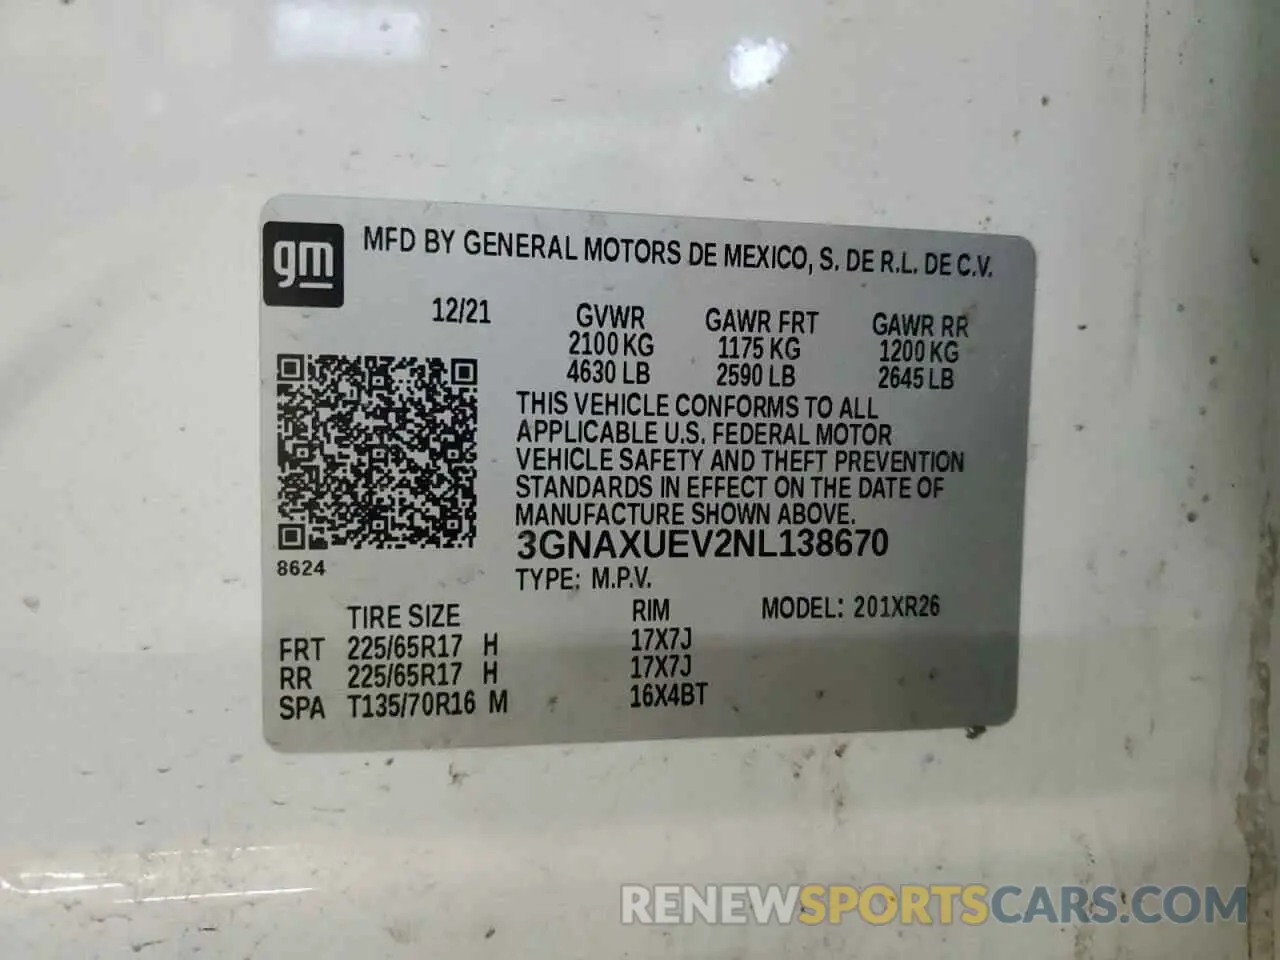 gm MFD BY GENERAL MOTORS DE MEXICO, S. DE R.L. DE C.V.
12/21 GVWR GAWR FRT GAWR RR
2100 KG 1175 KG 1200 KG
4630 LB 2590 LB 2645 LB
THIS VEHICLE CONFORMS TO ALL
APPLICABLE U.S. FEDERAL MOTOR
VEHICLE SAFETY AND THEFT PREVENTION
STANDARDS IN EFFECT ON THE DATE OF
MANUFACTURE SHOWN ABOVE.
3GNAXUEV2NL138670
8624 TYPE: M.P.V.
TIRE SIZE RIM MODEL: 201XR26
FRT 225/65R17 H 17X7J
RR 225/65R17 H 17X7J
SPA T135/70R16 M 16X4BT
RENEWSPORTSCARS.COM